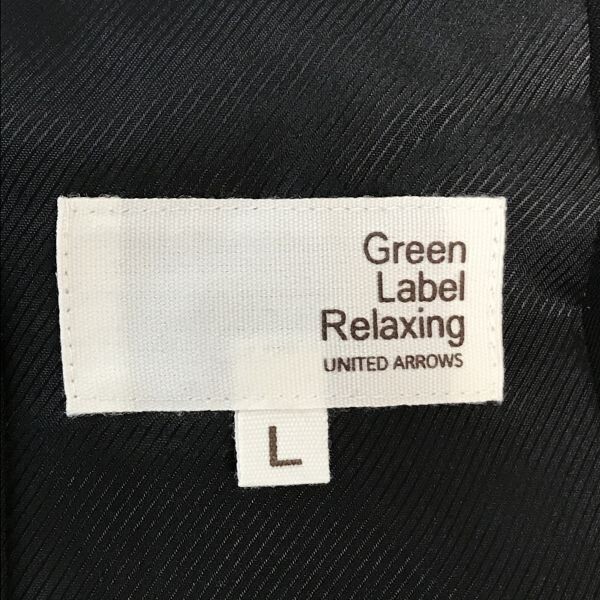 Green
Label
Relaxing
UNITED ARROWS
L